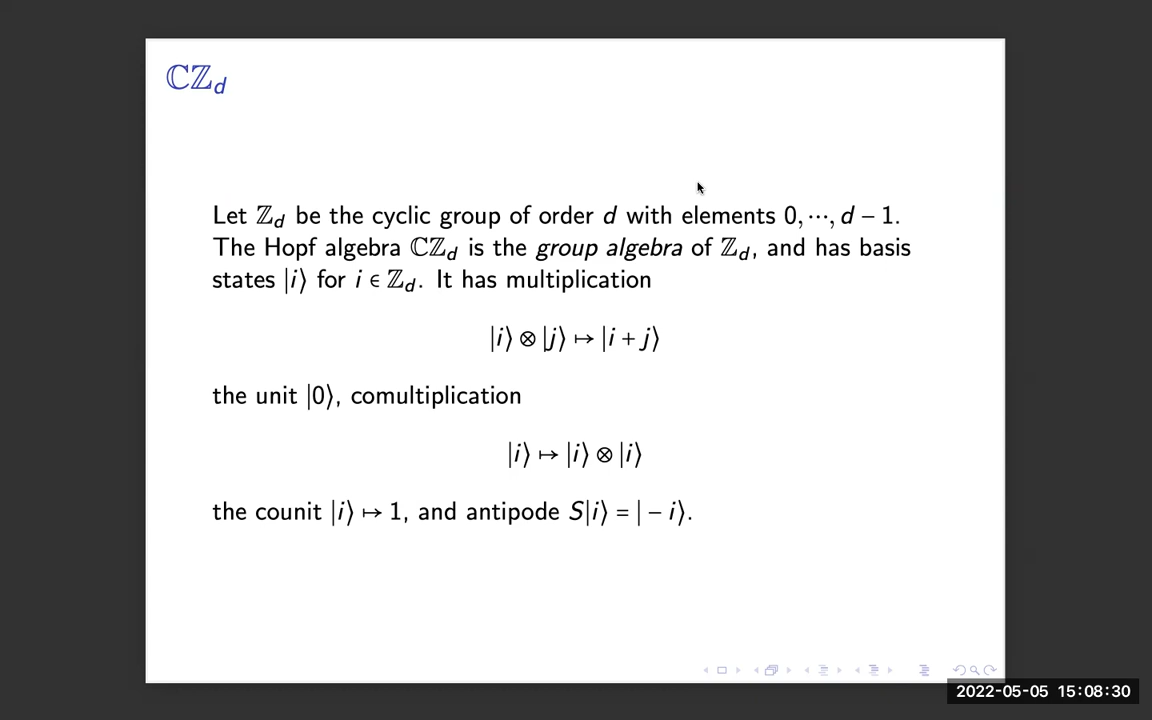 ℂℤ_d
Let ℤ_d be the cyclic group of order d with elements 0, ⋯, d − 1.
The Hopf algebra ℂℤ_d is the group algebra of ℤ_d, and has basis
states |i⟩ for i ∈ ℤ_d. It has multiplication
|i⟩ ⊗ |j⟩ ↦ |i + j⟩
the unit |0⟩, comultiplication
|i⟩ ↦ |i⟩ ⊗ |i⟩
the counit |i⟩ ↦ 1, and antipode S|i⟩ = | − i⟩.
2022-05-05 15:08:30